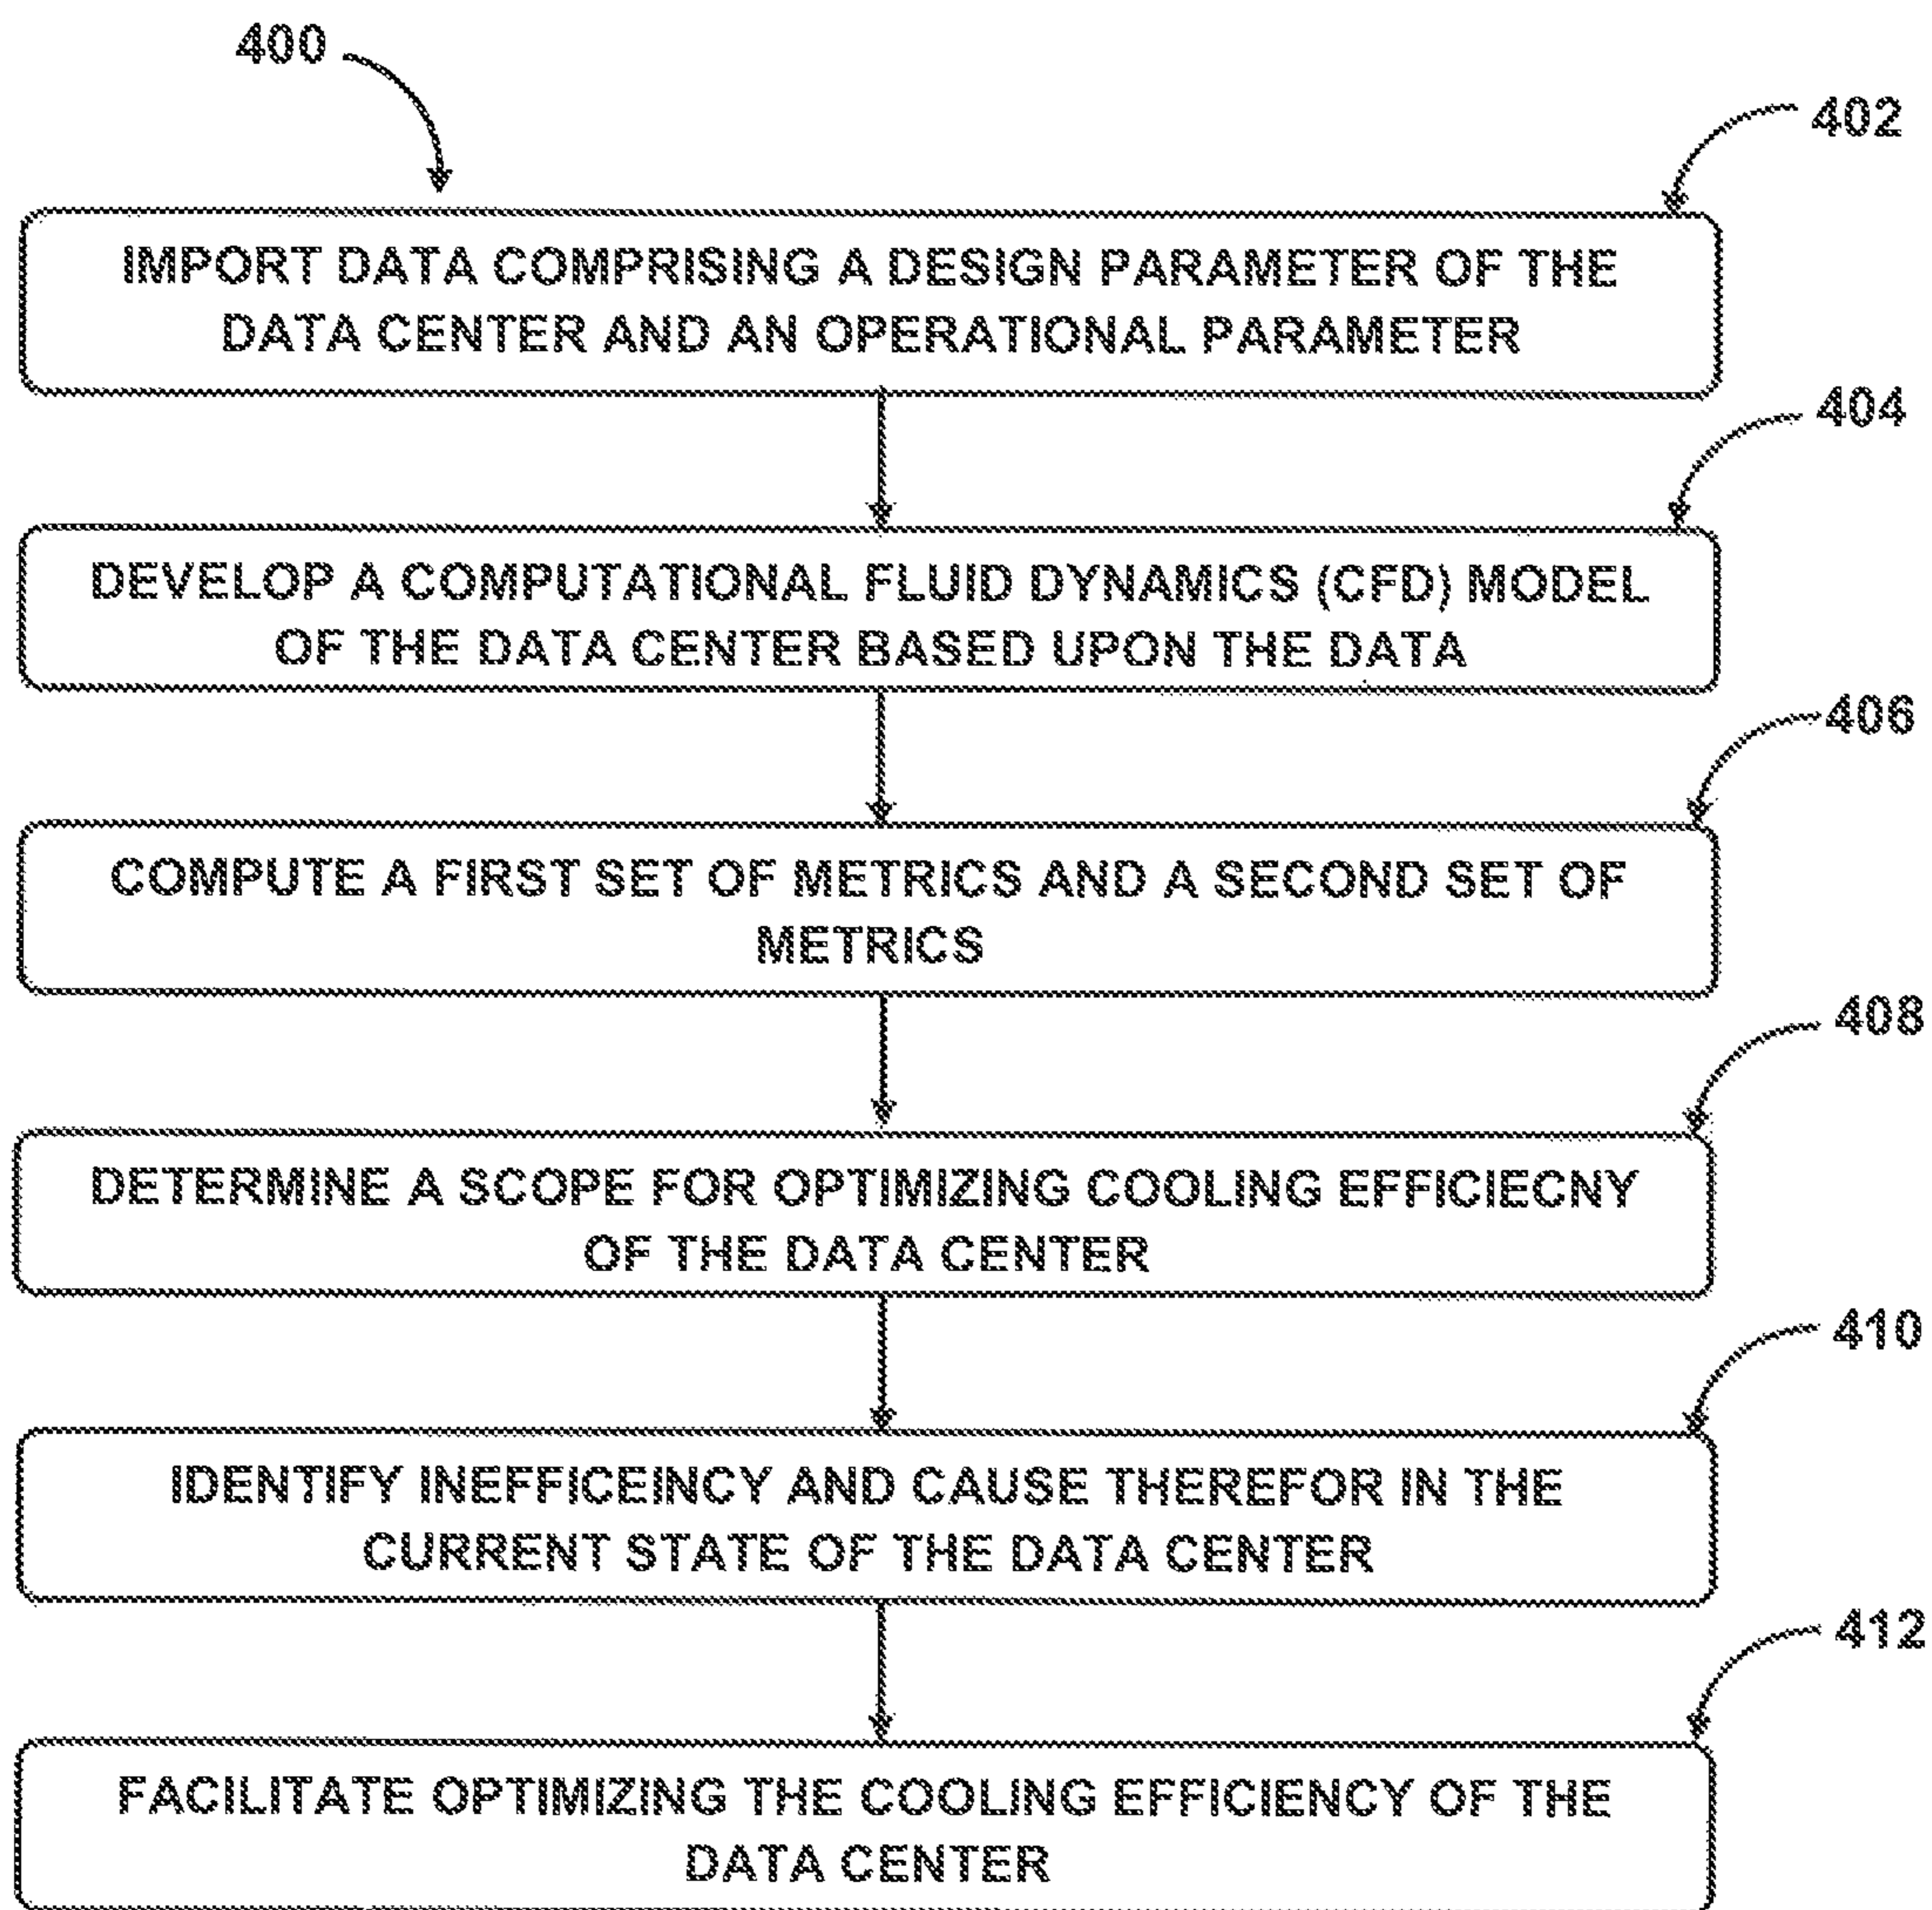 400
402
IMPORT DATA COMPRISING A DESIGN PARAMETER OF THE
DATA CENTER AND AN OPERATIONAL PARAMETER
404
DEVELOP A COMPUTATIONAL FLUID DYNAMICS (CFD) MODEL
OF THE DATA CENTER BASED UPON THE DATA
406
COMPUTE A FIRST SET OF METRICS AND A SECOND SET OF
METRICS
408
DETERMINE A SCOPE FOR OPTIMIZING COOLING EFFICIECNY
OF THE DATA CENTER
410
IDENTIFY INEFFICEINCY AND CAUSE THEREFOR IN THE
CURRENT STATE OF THE DATA CENTER
412
FACILITATE OPTIMIZING THE COOLING EFFICIENCY OF THE
DATA CENTER